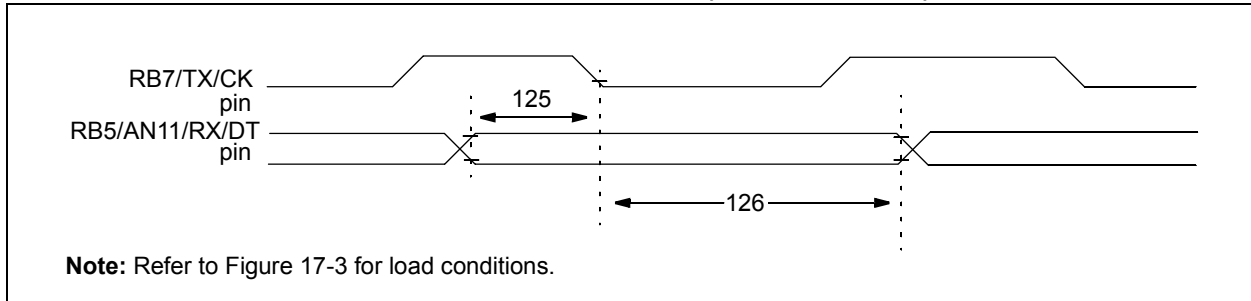 RB7/TX/CK
pin
125
RB5/AN11/RX/DT
pin
126
Note: Refer to Figure 17-3 for load conditions.